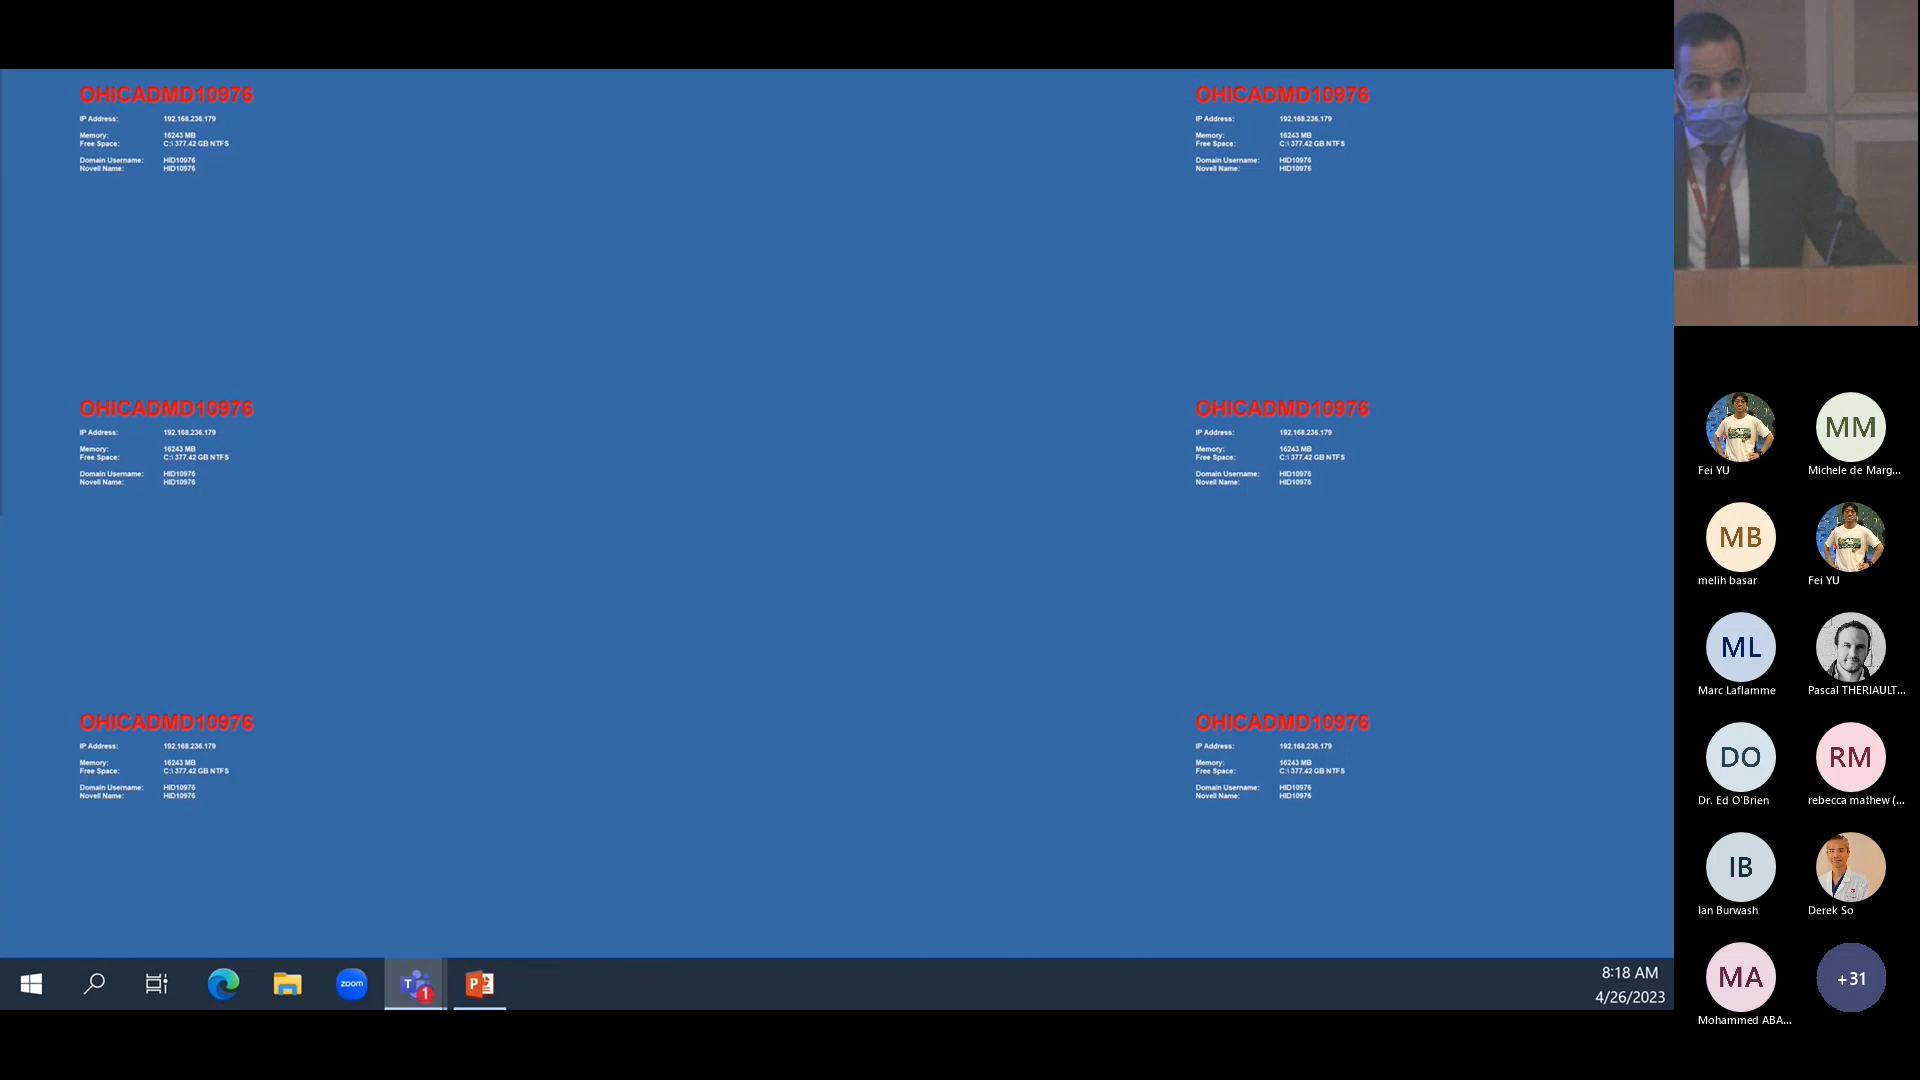 OHICADMD10976
IP Address: 192.168.236.179
Memory: 16243 MB
Free Space: C:\ 377.42 GB NTFS
Domain Username: HID10976
Novell Name: HID10976
OHICADMD10976
IP Address: 192.168.236.179
Memory: 16243 MB
Free Space: C:\ 377.42 GB NTFS
Domain Username: HID10976
Novell Name: HID10976
OHICADMD10976
IP Address: 192.168.236.179
Memory: 16243 MB
Free Space: C:\ 377.42 GB NTFS
Domain Username: HID10976
Novell Name: HID10976
OHICADMD10976
IP Address: 192.168.236.179
Memory: 16243 MB
Free Space: C:\ 377.42 GB NTFS
Domain Username: HID10976
Novell Name: HID10976
OHICADMD10976
IP Address: 192.168.236.179
Memory: 16243 MB
Free Space: C:\ 377.42 GB NTFS
Domain Username: HID10976
Novell Name: HID10976
OHICADMD10976
IP Address: 192.168.236.179
Memory: 16243 MB
Free Space: C:\ 377.42 GB NTFS
Domain Username: HID10976
Novell Name: HID10976
zoom
T
1
P
8:18 AM
4/26/2023
Fei YU
MM
Michele de Marg...
MB
melih basar
Fei YU
ML
Marc Laflamme
Pascal THERIAULT...
DO
Dr. Ed O'Brien
RM
rebecca mathew (...
IB
Ian Burwash
Derek So
MA
Mohammed ABA...
+31